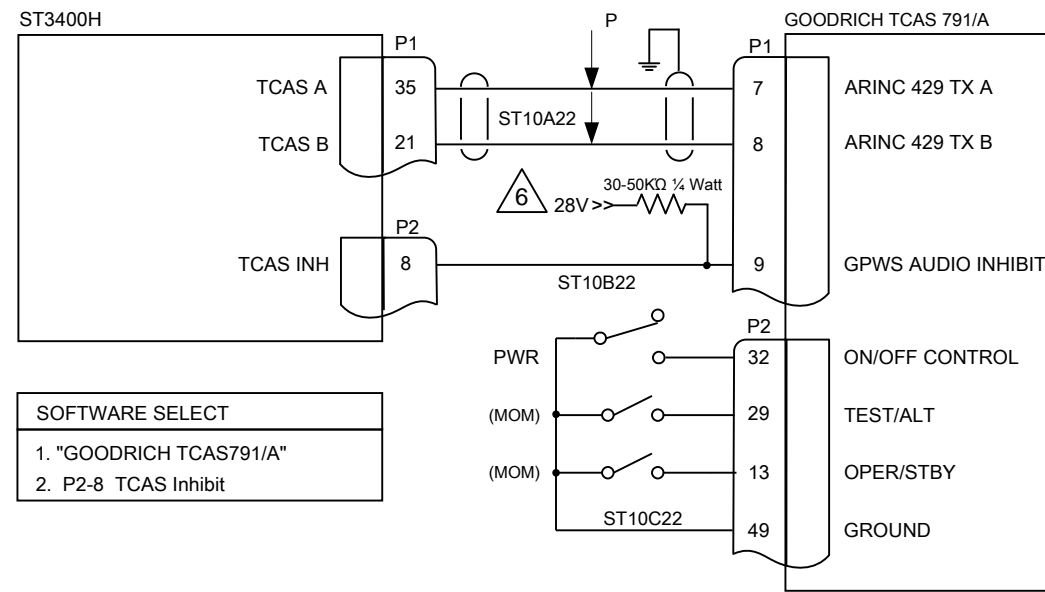 ST3400H
P
GOODRICH TCAS 791/A
P1
P1
TCAS A
35
7
ARINC 429 TX A
ST10A22
TCAS B
21
8
ARINC 429 TX B
6
28V >>
30-50KΩ ¼ Watt
P2
TCAS INH
8
9
GPWS AUDIO INHIBIT
ST10B22
P2
PWR
32
ON/OFF CONTROL
SOFTWARE SELECT
(MOM)
29
TEST/ALT
1. "GOODRICH TCAS791/A"
2. P2-8 TCAS Inhibit
(MOM)
13
OPER/STBY
ST10C22
49
GROUND